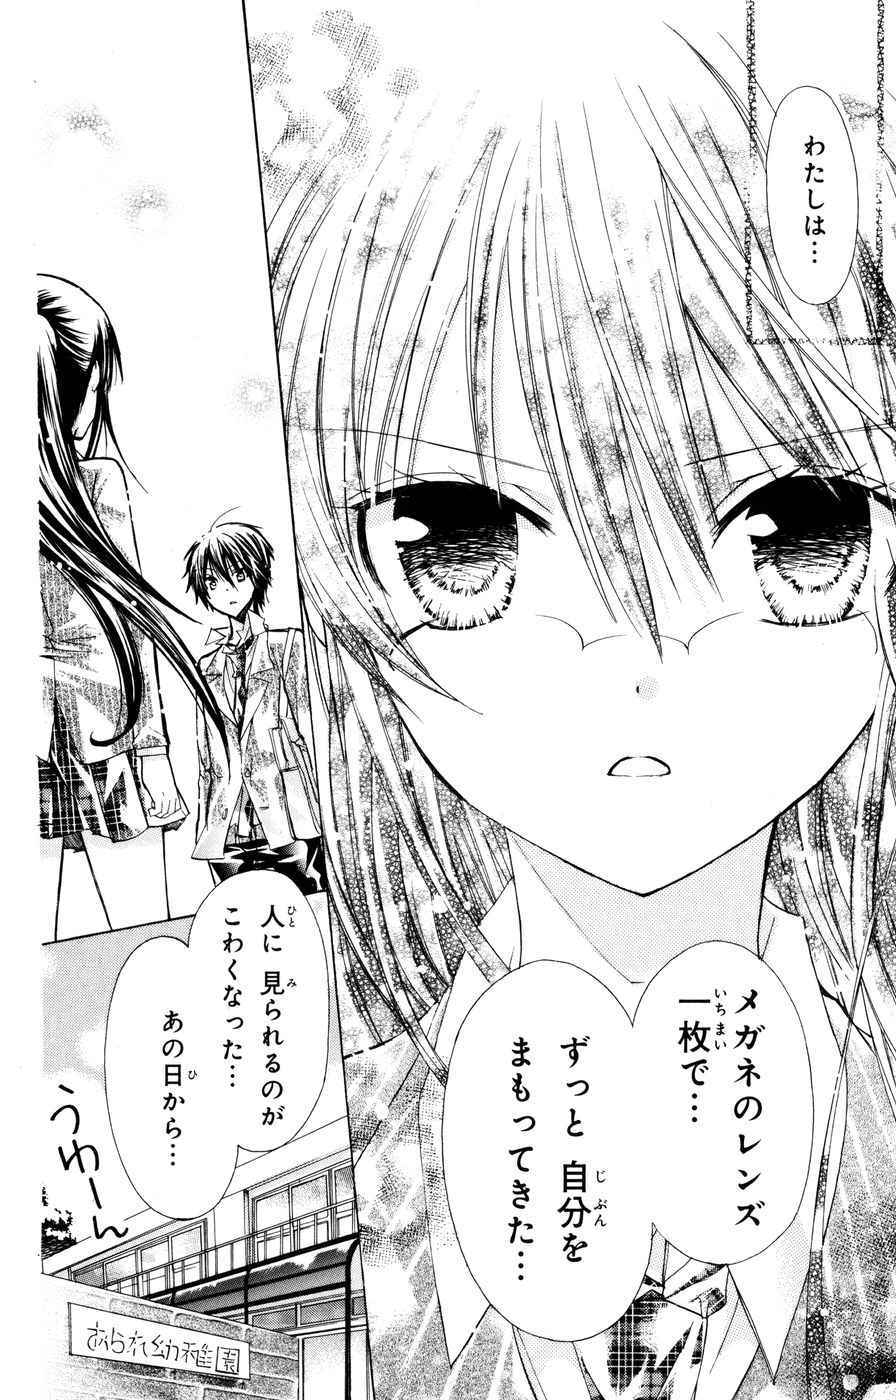 わたしは…
メガネのレンズ
一枚で…
ずっと自分を
まもってきた…
人に見られるのが
こわくなった…
あの日から…
うわーん
あられ幼稚園